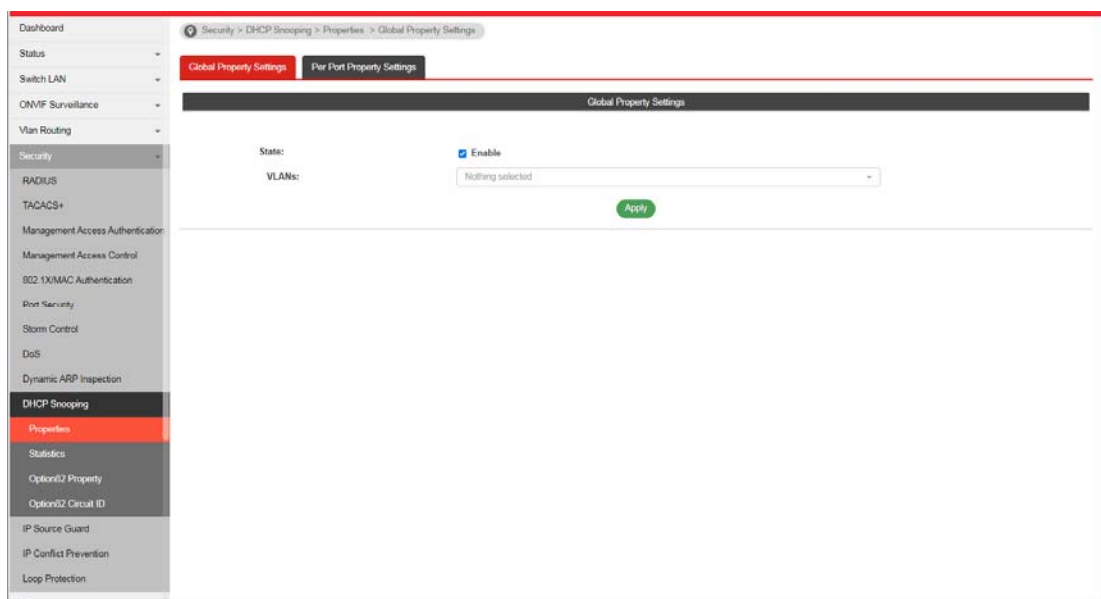 Dashboard
Status
Switch LAN
ONVIF Surveillance
Vlan Routing
Security
RADIUS
TACACS+
Management Access Authentication
Management Access Control
802.1X/MAC Authentication
Port Security
Storm Control
DoS
Dynamic ARP Inspection
DHCP Snooping
Properties
Statistics
Option82 Property
Option82 Circuit ID
IP Source Guard
IP Conflict Prevention
Loop Protection
Security > DHCP Snooping > Properties > Global Property Settings
Global Property Settings
Per Port Property Settings
Global Property Settings
State:
Enable
VLANs:
Nothing selected
Apply